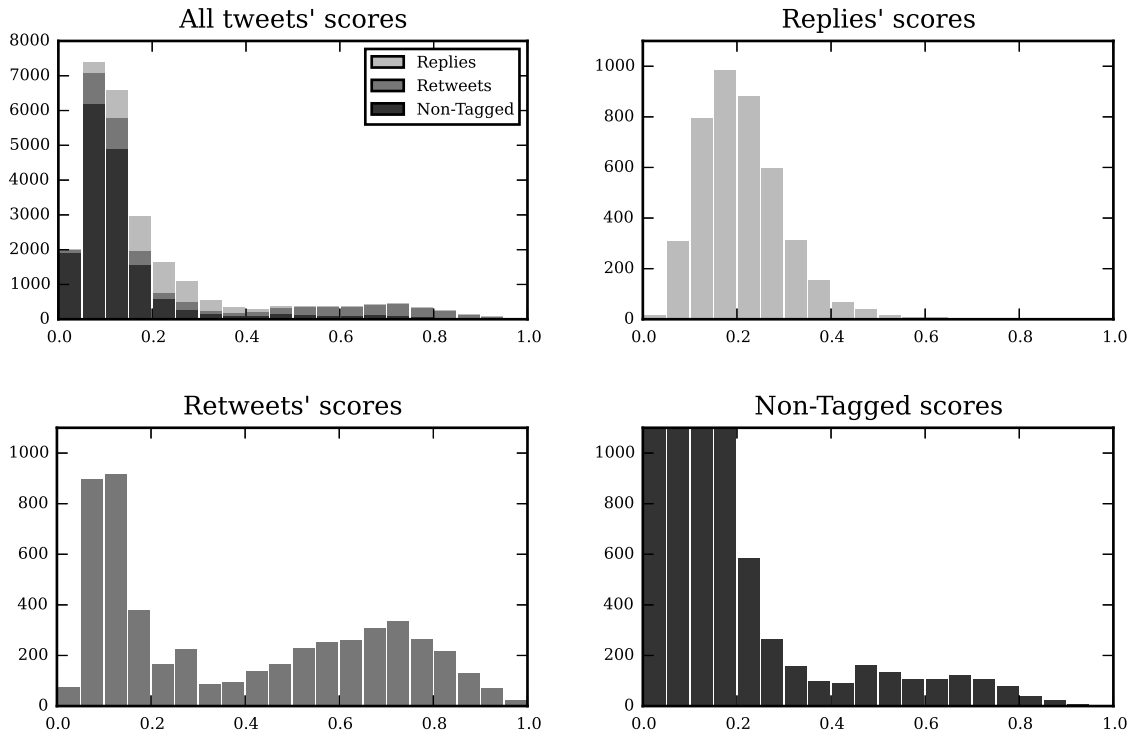 All tweets' scores
8000
7000
6000
5000
4000
3000
2000
1000
0
0.0 0.2 0.4 0.6 0.8 1.0
Replies
Retweets
Non-Tagged
Replies' scores
1000
800
600
400
200
0
0.0 0.2 0.4 0.6 0.8 1.0
Retweets' scores
1000
800
600
400
200
0
0.0 0.2 0.4 0.6 0.8 1.0
Non-Tagged scores
1000
800
600
400
200
0
0.0 0.2 0.4 0.6 0.8 1.0